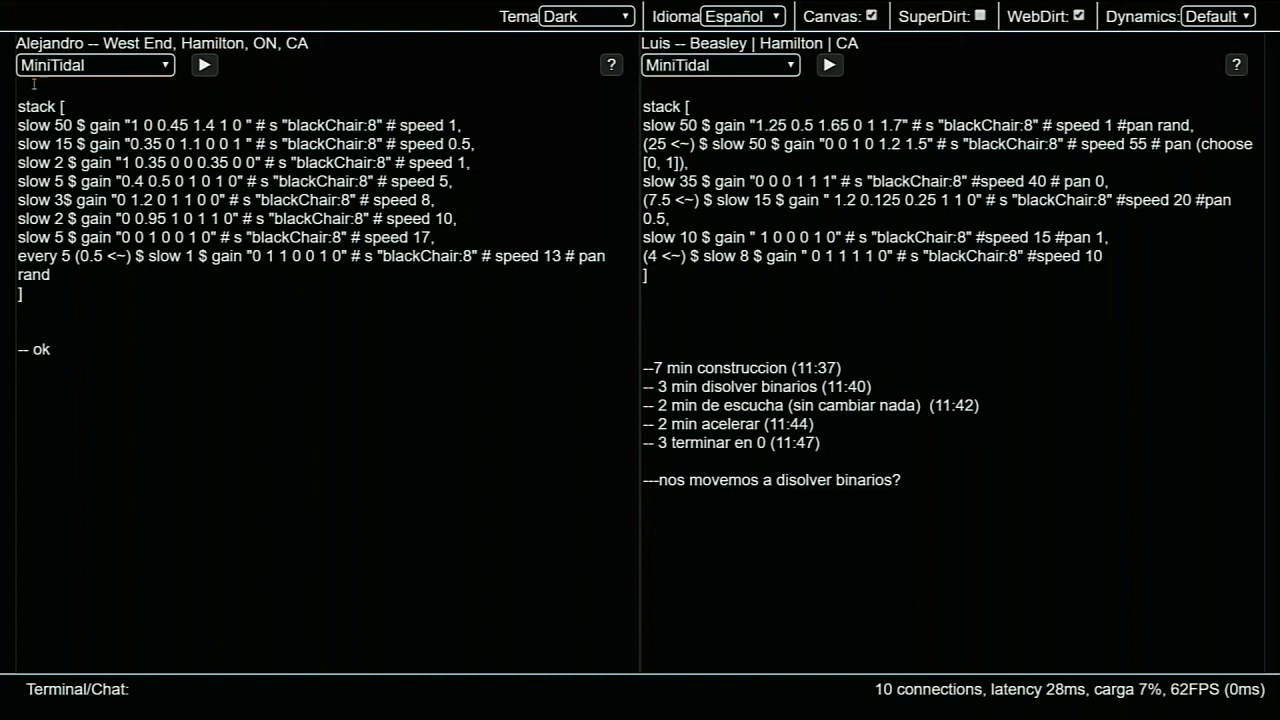 Tema Dark Idioma Español Canvas: SuperDirt: WebDirt: Dynamics: Default
Alejandro -- West End, Hamilton, ON, CA
MiniTidal ?
stack [
slow 50 $ gain "1 0 0.45 1.4 1 0 " # s "blackChair:8" # speed 1,
slow 15 $ gain "0.35 0 1.1 0 0 1 " # s "blackChair:8" # speed 0.5,
slow 2 $ gain "1 0.35 0 0 0.35 0 0" # s "blackChair:8" # speed 1,
slow 5 $ gain "0.4 0.5 0 1 0 1 0" # s "blackChair:8" # speed 5,
slow 3$ gain "0 1.2 0 1 1 0 0" # s "blackChair:8" # speed 8,
slow 2 $ gain "0 0.95 1 0 1 1 0" # s "blackChair:8" # speed 10,
slow 5 $ gain "0 0 1 0 0 1 0" # s "blackChair:8" # speed 17,
every 5 (0.5 <~) $ slow 1 $ gain "0 1 1 0 0 1 0" # s "blackChair:8" # speed 13 # pan
rand
]
-- ok
Luis -- Beasley | Hamilton | CA
MiniTidal ?
stack [
slow 50 $ gain "1.25 0.5 1.65 0 1 1.7" # s "blackChair:8" # speed 1 #pan rand,
(25 <~) $ slow 50 $ gain "0 0 1 0 1.2 1.5" # s "blackChair:8" # speed 55 # pan (choose
[0, 1]),
slow 35 $ gain "0 0 0 1 1 1" # s "blackChair:8" #speed 40 # pan 0,
(7.5 <~) $ slow 15 $ gain " 1.2 0.125 0.25 1 1 0" # s "blackChair:8" #speed 20 #pan
0.5,
slow 10 $ gain " 1 0 0 0 1 0" # s "blackChair:8" #speed 15 #pan 1,
(4 <~) $ slow 8 $ gain " 0 1 1 1 1 0" # s "blackChair:8" #speed 10
]
--7 min construccion (11:37)
-- 3 min disolver binarios (11:40)
-- 2 min de escucha (sin cambiar nada)  (11:42)
-- 2 min acelerar (11:44)
-- 3 terminar en 0 (11:47)
---nos movemos a disolver binarios?
Terminal/Chat: 10 connections, latency 28ms, carga 7%, 62FPS (0ms)